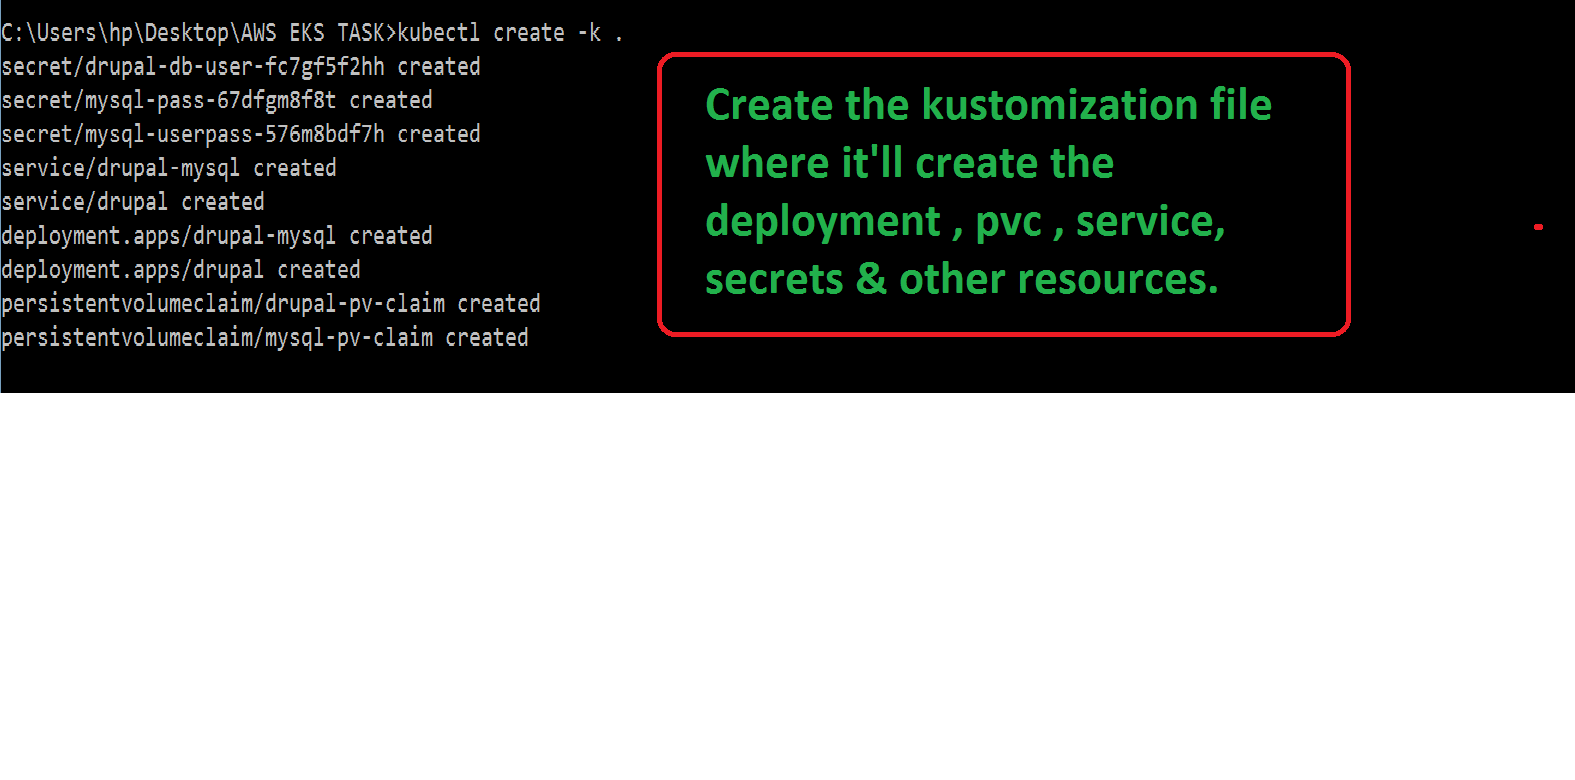 C:\Users\hp\Desktop\AWS EKS TASK>kubectl create -k .
secret/drupal-db-user-fc7gf5f2hh created
secret/mysql-pass-67dfgm8f8t created
secret/mysql-userpass-576m8bdf7h created
service/drupal-mysql created
service/drupal created
deployment.apps/drupal-mysql created
deployment.apps/drupal created
persistentvolumeclaim/drupal-pv-claim created
persistentvolumeclaim/mysql-pv-claim created
Create the kustomization file
where it'll create the
deployment , pvc , service,
secrets & other resources.